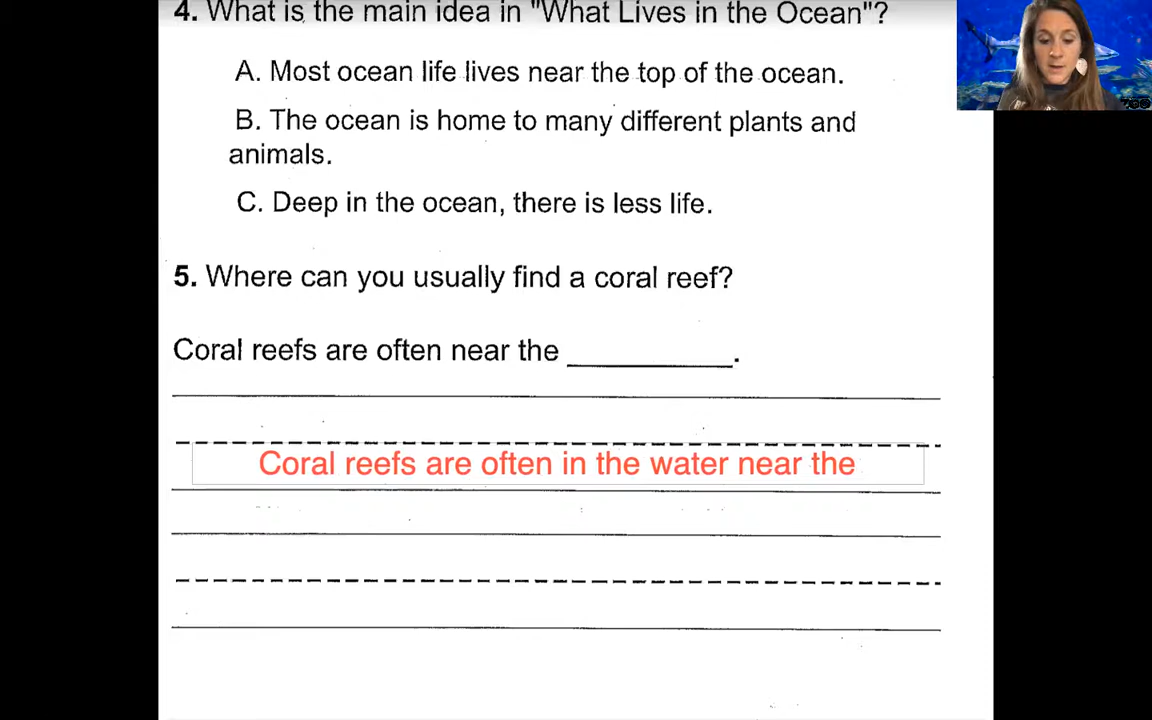 4. What is the main idea in "What Lives in the Ocean"?
A. Most ocean life lives near the top of the ocean.
B. The ocean is home to many different plants and
animals.
C. Deep in the ocean, there is less life.
5. Where can you usually find a coral reef?
Coral reefs are often near the __________.
Coral reefs are often in the water near the